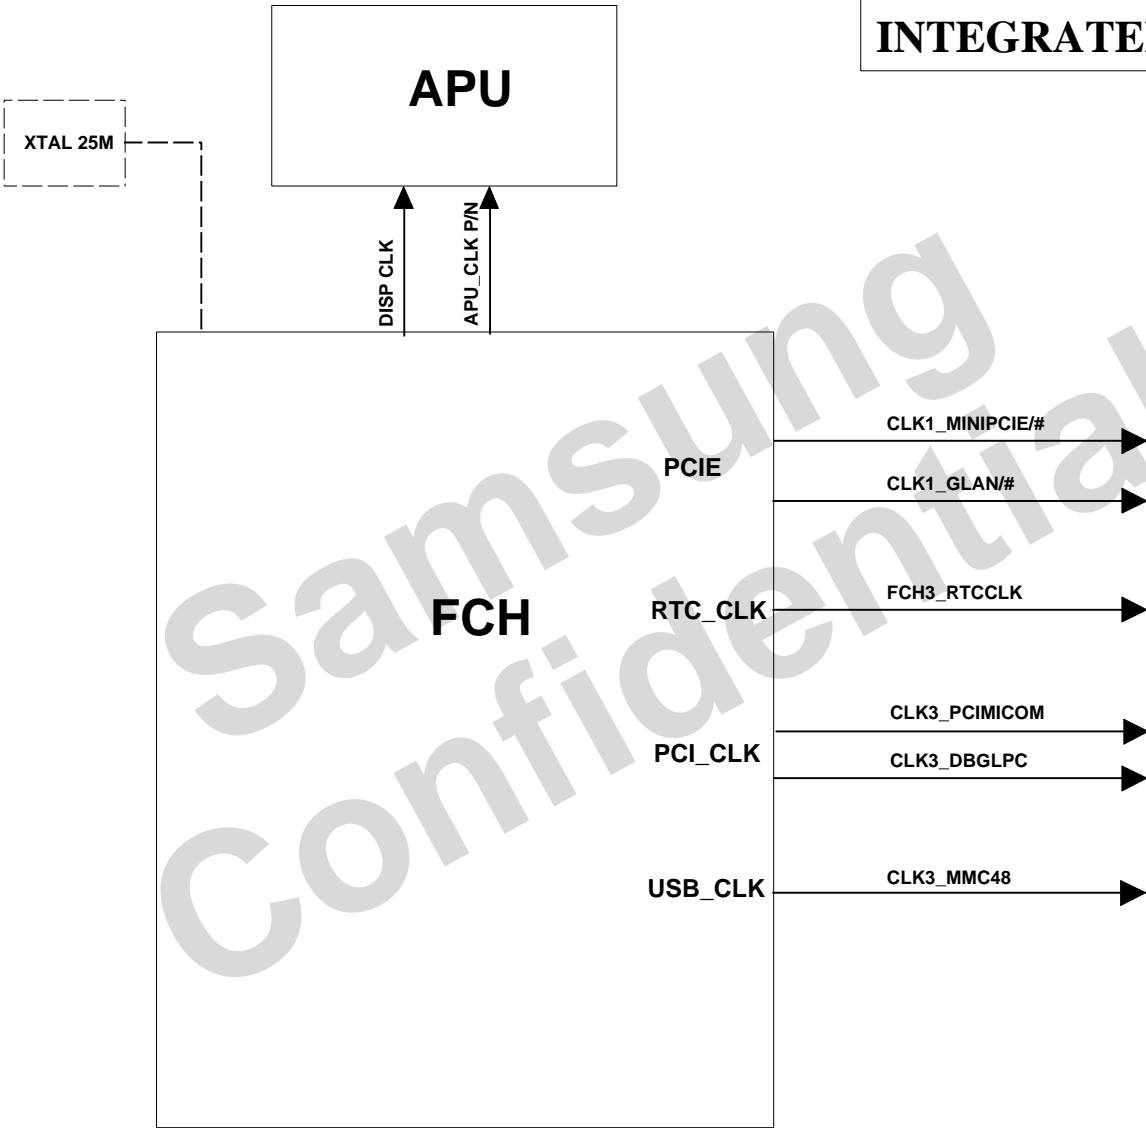 INTEGRATE
APU
XTAL 25M
DISP CLK
APU_CLK P/N
CLK1_MINIPCIE/#
PCIE
CLK1_GLAN/#
FCH3_RTCCLK
FCH
RTC_CLK
CLK3_PCIMICOM
PCI_CLK
CLK3_DBGLPC
CLK3_MMC48
USB_CLK
Samsung
Confidential